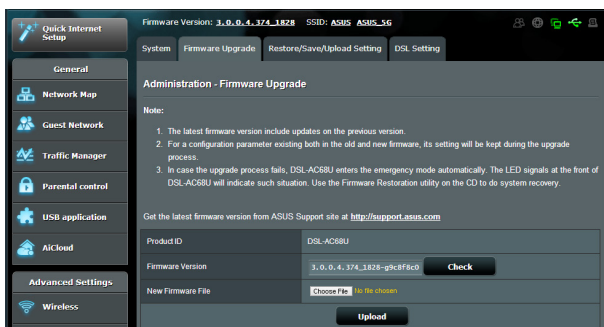 Quick Internet
Setup
General
Network Map
Guest Network
Traffic Manager
Parental control
USB application
AiCloud
Advanced Settings
Wireless
Firmware Version: 3.0.0.4.374_1828 SSID: ASUS ASUS_5G
System Firmware Upgrade Restore/Save/Upload Setting DSL Setting
Administration - Firmware Upgrade
Note:
1. The latest firmware version include updates on the previous version.
2. For a configuration parameter existing both in the old and new firmware, its setting will be kept during the upgrade
process.
3. In case the upgrade process fails, DSL-AC68U enters the emergency mode automatically. The LED signals at the front of
DSL-AC68U will indicate such situation. Use the Firmware Restoration utility on the CD to do system recovery.
Get the latest firmware version from ASUS Support site at http://support.asus.com
Product ID DSL-AC68U
Firmware Version 3.0.0.4.374_1828-g9c8f8c0 Check
New Firmware File Choose File No file chosen
Upload